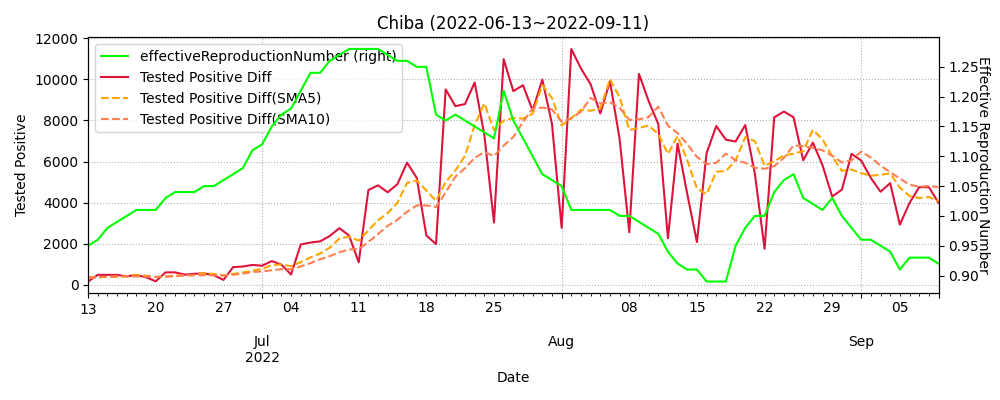 Chiba (2022-06-13~2022-09-11)
effectiveReproductionNumber (right)
Tested Positive Diff
Tested Positive Diff(SMA5)
Tested Positive Diff(SMA10)
Tested Positive
12000
10000
8000
6000
4000
2000
0
1.25
1.20
1.15
1.10
1.05
1.00
0.95
0.90
Effective Reproduction Number
13 20 27 04 11 18 25 08 15 22 29 05
Jul Aug Sep
2022
Date